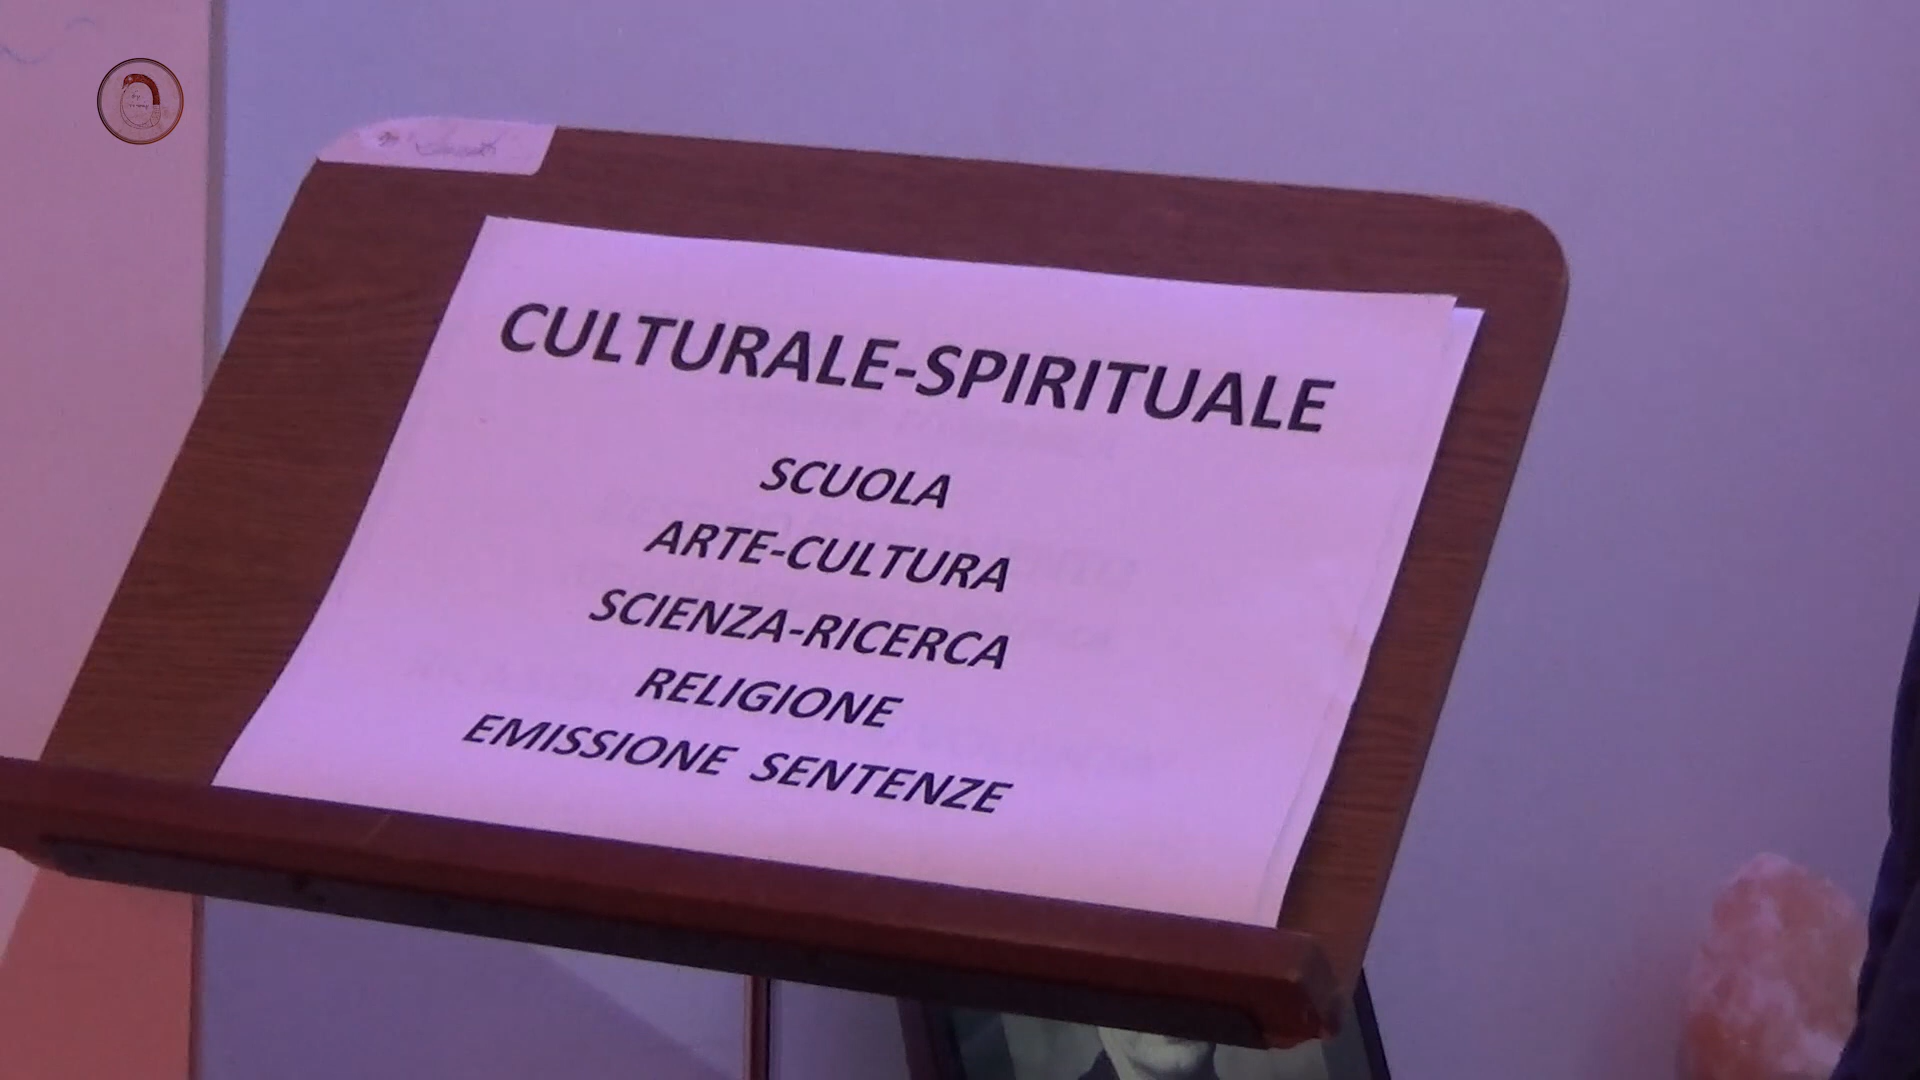 CULTURALE-SPIRITUALE
SCUOLA
ARTE-CULTURA
SCIENZA-RICERCA
RELIGIONE
EMISSIONE SENTENZE